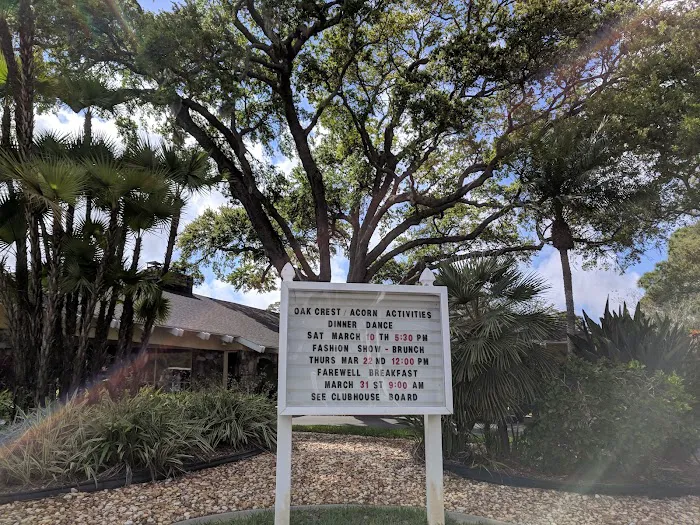 OAK CREST / ACORN ACTIVITIES
DINNER DANCE
SAT MARCH 10 TH 5:30 PM
FASHION SHOW - BRUNCH
THURS MAR 22 ND 12:00 PM
FAREWELL BREAKFAST
MARCH 31 ST 9:00 AM
SEE CLUBHOUSE BOARD